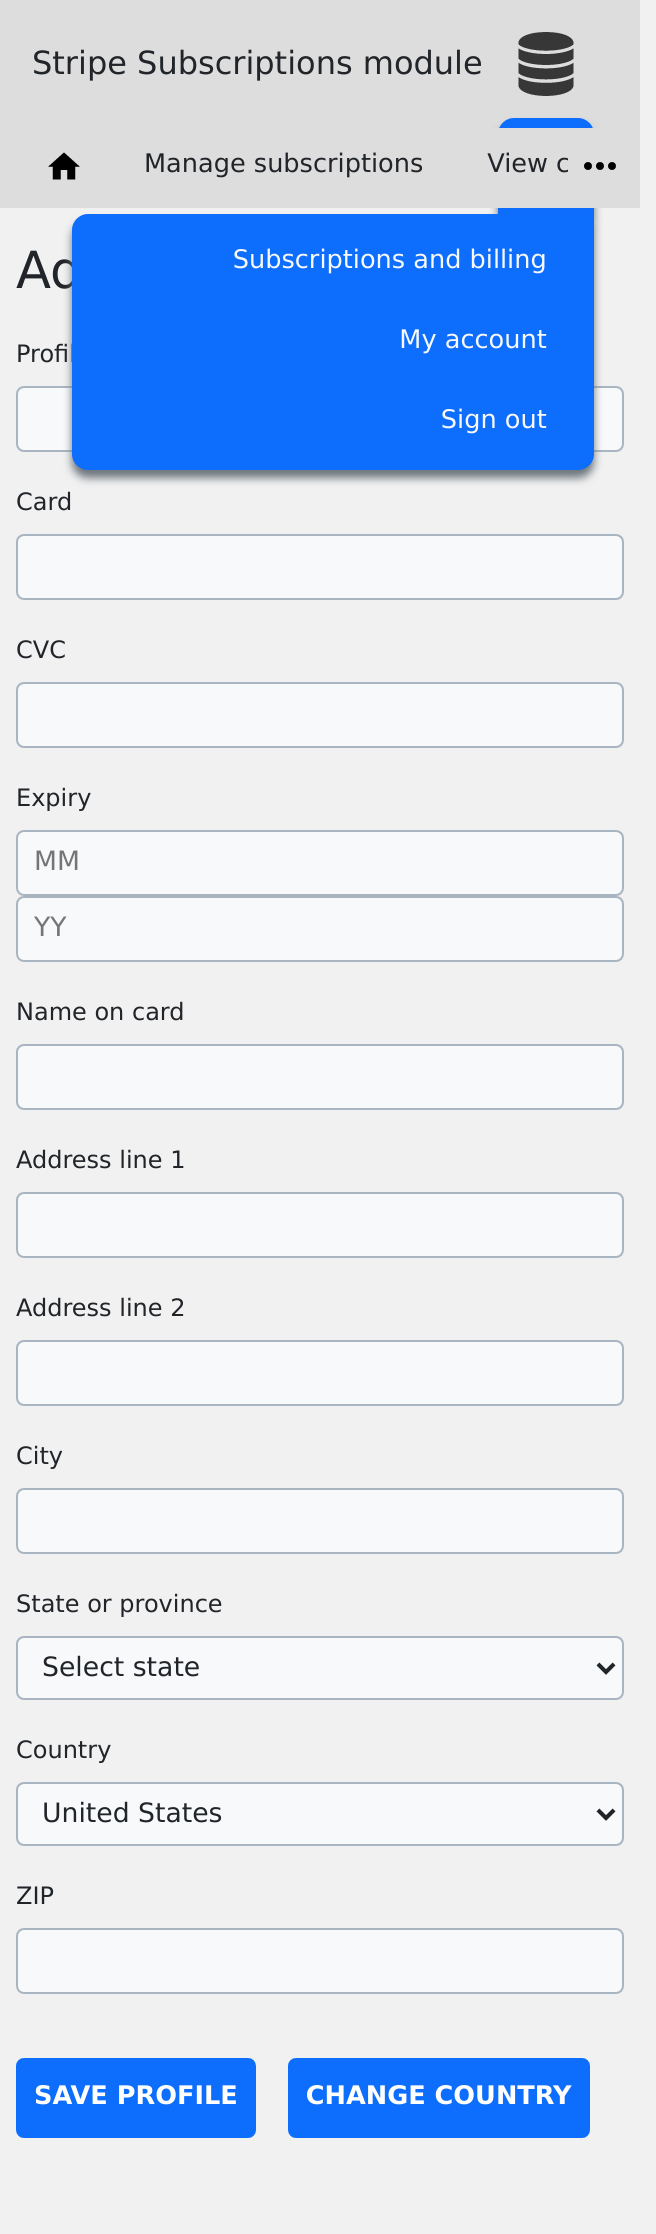 Stripe Subscriptions module
Manage subscriptions View c
Subscriptions and billing
My account
Sign out
Card
CVC
Expiry
MM
YY
Name on card
Address line 1
Address line 2
City
State or province
Select state
Country
United States
ZIP
SAVE PROFILE CHANGE COUNTRY